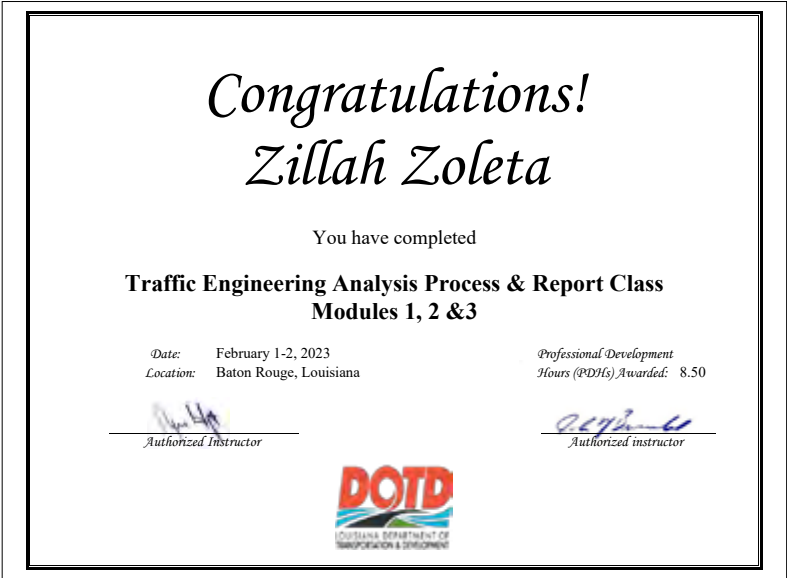 Congratulations!
Zillah Zoleta
You have completed
Traffic Engineering Analysis Process & Report Class
Modules 1, 2 &3
Date: February 1-2, 2023
Location: Baton Rouge, Louisiana
Professional Development
Hours (PDHs) Awarded: 8.50
Authorized Instructor
Authorized instructor
DOTD
LOUISIANA DEPARTMENT OF
TRANSPORTATION & DEVELOPMENT